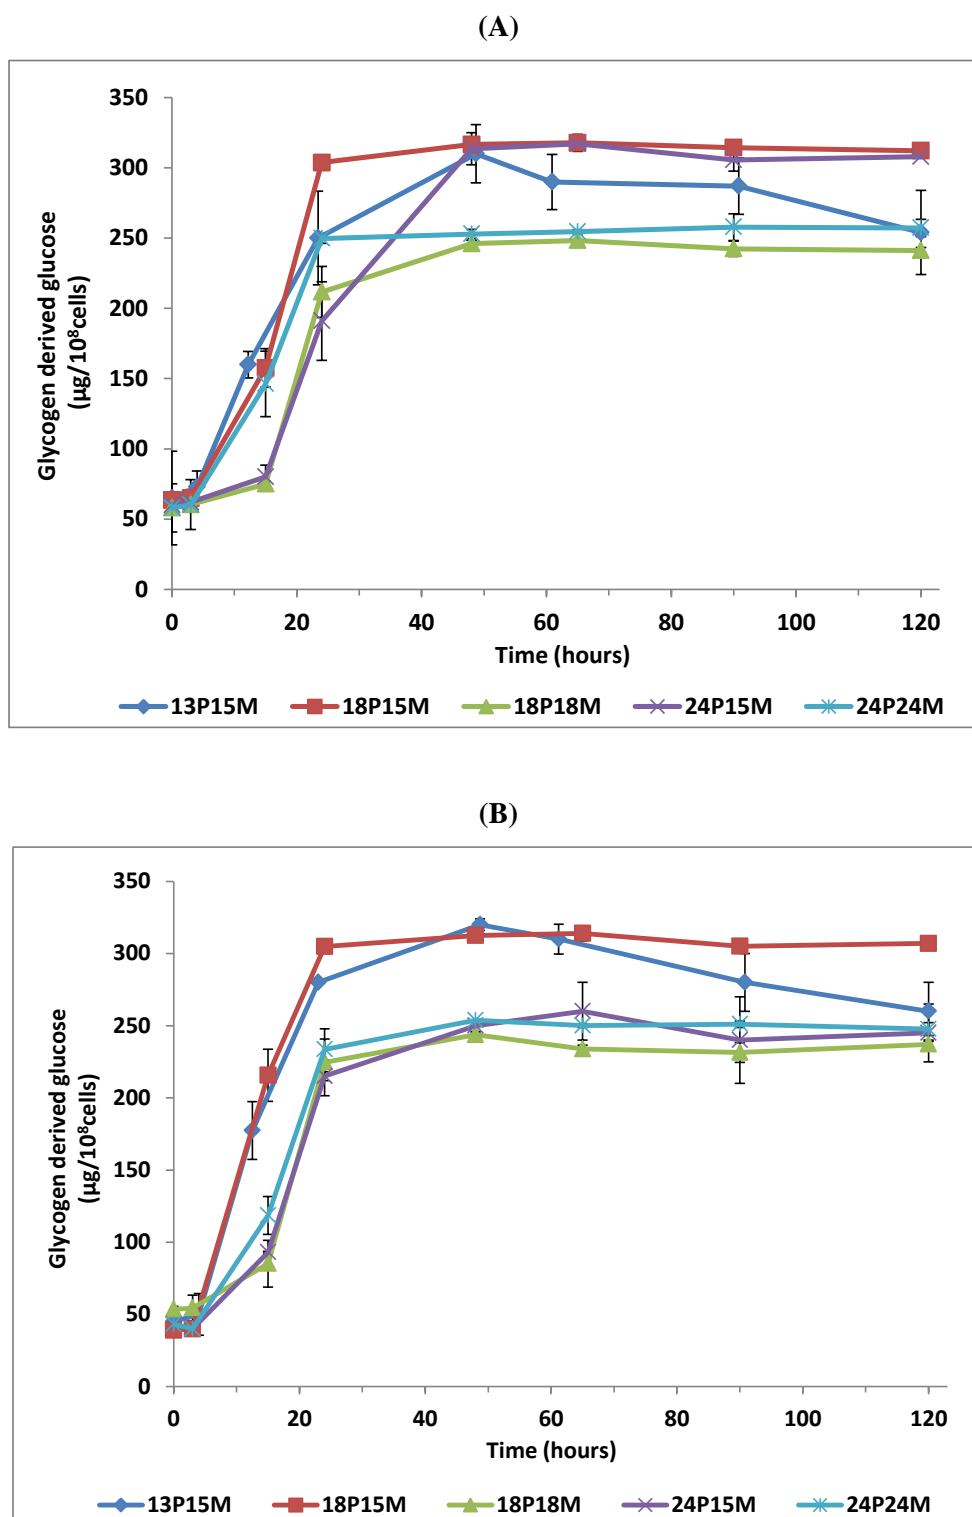 (A)
350
300
250
200
150
100
50
0
Glycogen derived glucose
(µg/10⁸cells)
0 20 40 60 80 100 120
Time (hours)
13P15M 18P15M 18P18M 24P15M 24P24M
(B)
350
300
250
200
150
100
50
0
Glycogen derived glucose
(µg/10⁸cells)
0 20 40 60 80 100 120
Time (hours)
13P15M 18P15M 18P18M 24P15M 24P24M